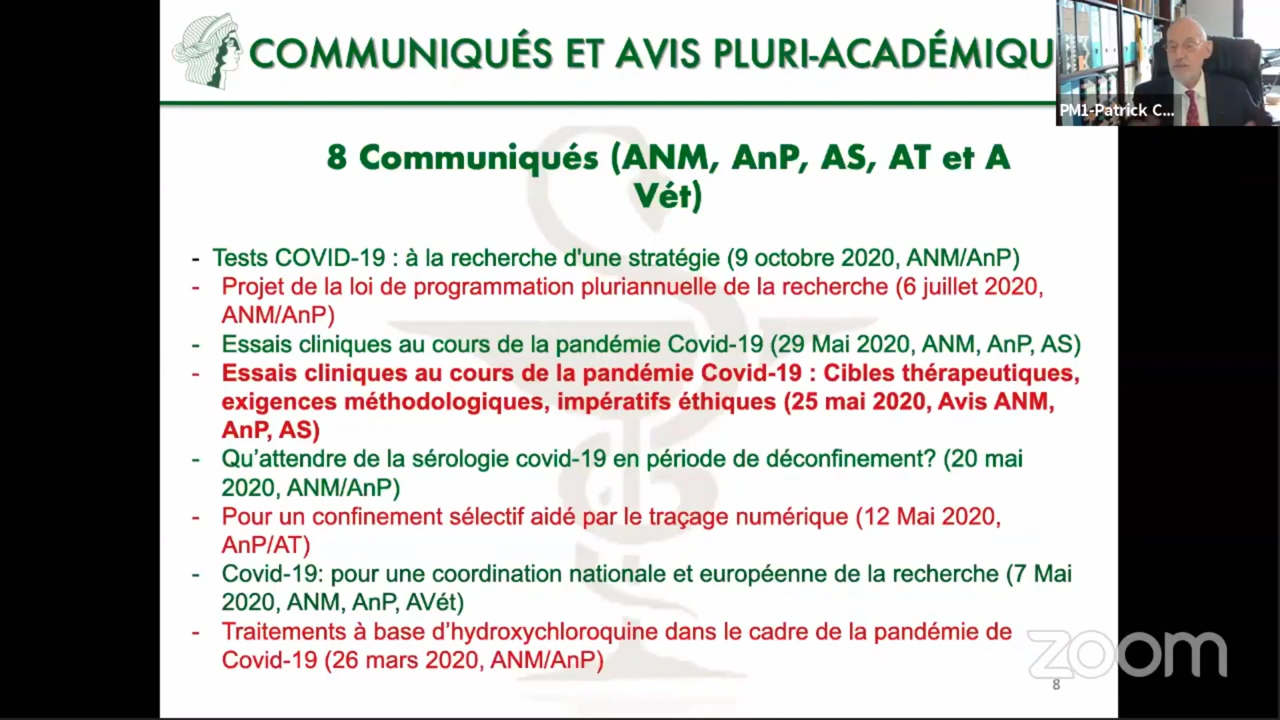 COMMUNIQUÉS ET AVIS PLURI-ACADÉMIQU
PM1-Patrick C...
8 Communiqués (ANM, AnP, AS, AT et A
Vét)
- Tests COVID-19 : à la recherche d'une stratégie (9 octobre 2020, ANM/AnP)
- Projet de la loi de programmation pluriannuelle de la recherche (6 juillet 2020,
ANM/AnP)
- Essais cliniques au cours de la pandémie Covid-19 (29 Mai 2020, ANM, AnP, AS)
- Essais cliniques au cours de la pandémie Covid-19 : Cibles thérapeutiques,
exigences méthodologiques, impératifs éthiques (25 mai 2020, Avis ANM,
AnP, AS)
- Qu’attendre de la sérologie covid-19 en période de déconfinement? (20 mai
2020, ANM/AnP)
- Pour un confinement sélectif aidé par le traçage numérique (12 Mai 2020,
AnP/AT)
- Covid-19: pour une coordination nationale et européenne de la recherche (7 Mai
2020, ANM, AnP, AVét)
- Traitements à base d’hydroxychloroquine dans le cadre de la pandémie de
Covid-19 (26 mars 2020, ANM/AnP)
zoom
8